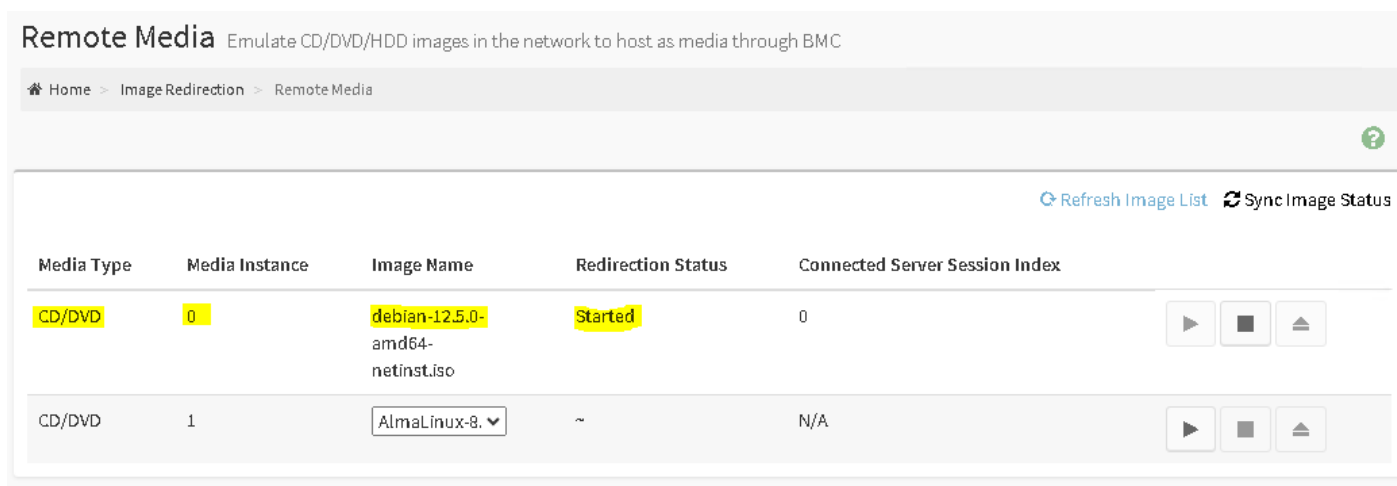 Remote Media Emulate CD/DVD/HDD images in the network to host as media through BMC
Home > Image Redirection > Remote Media
?
Refresh Image List Sync Image Status
Media Type Media Instance Image Name Redirection Status Connected Server Session Index
CD/DVD 0 debian-12.5.0- Started 0
amd64-
netinst.iso
CD/DVD 1 AlmaLinux-8. ~ N/A